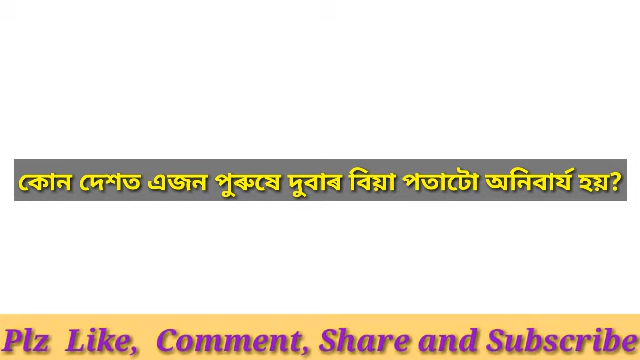 কোন দেশত এজন পুৰুষে দুবাৰ বিয়া পতাটো অনিবাৰ্য হয়?
Plz Like, Comment, Share and Subscribe